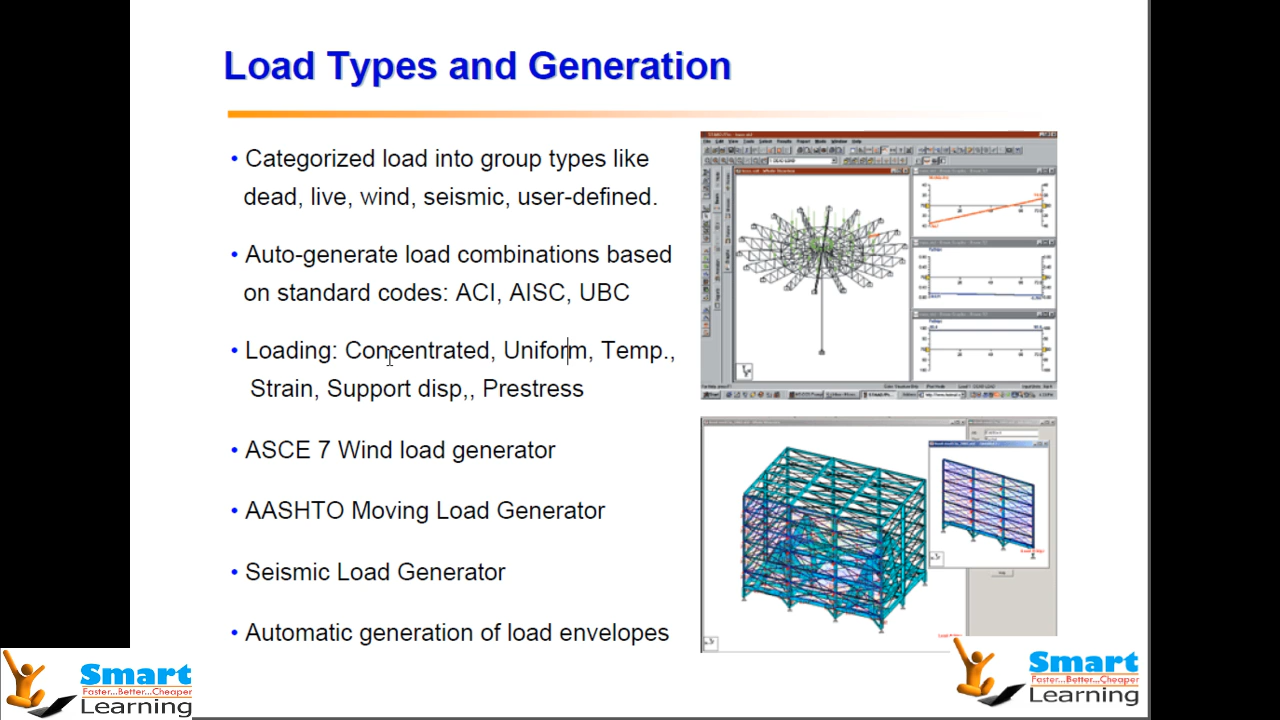 Load Types and Generation
• Categorized load into group types like
dead, live, wind, seismic, user-defined.
• Auto-generate load combinations based
on standard codes: ACI, AISC, UBC
• Loading: Concentrated, Uniform, Temp.,
Strain, Support disp,, Prestress
• ASCE 7 Wind load generator
• AASHTO Moving Load Generator
• Seismic Load Generator
• Automatic generation of load envelopes
Smart
Faster...Better...Cheaper
Learning
Smart
Faster...Better...Cheaper
Learning